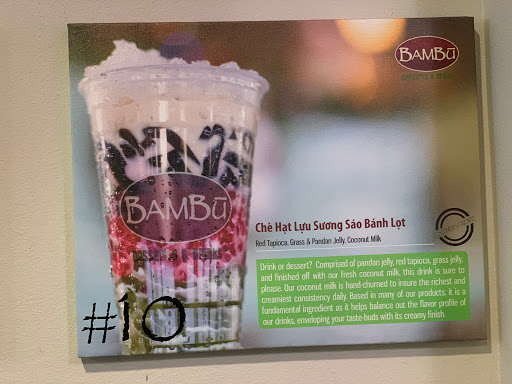 BAMBŪ
DESSERTS & DRINKS
BAMBŪ
DESSERTS & DRINKS
Chè Hạt Lựu Sương Sáo Bánh Lọt
Red Tapioca, Grass & Pandan Jelly, Coconut Milk
Drink or dessert? Comprised of pandan jelly, red tapioca, grass jelly,
and finished off with our fresh coconut milk, this drink is sure to
please. Our coconut milk is hand-churned to insure the richest and
creamiest consistency daily. Based in many of our products, it is a
fundamental ingredient as it helps balance out the flavor profile of
our drinks, enveloping your taste-buds with its creamy finish.
#10